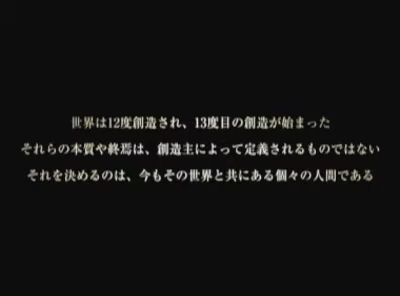 世界は12度創造され、13度目の創造が始まった
それらの本質や終焉は、創造主によって定義されるものではない
それを決めるのは、今もその世界と共にある個々の人間である